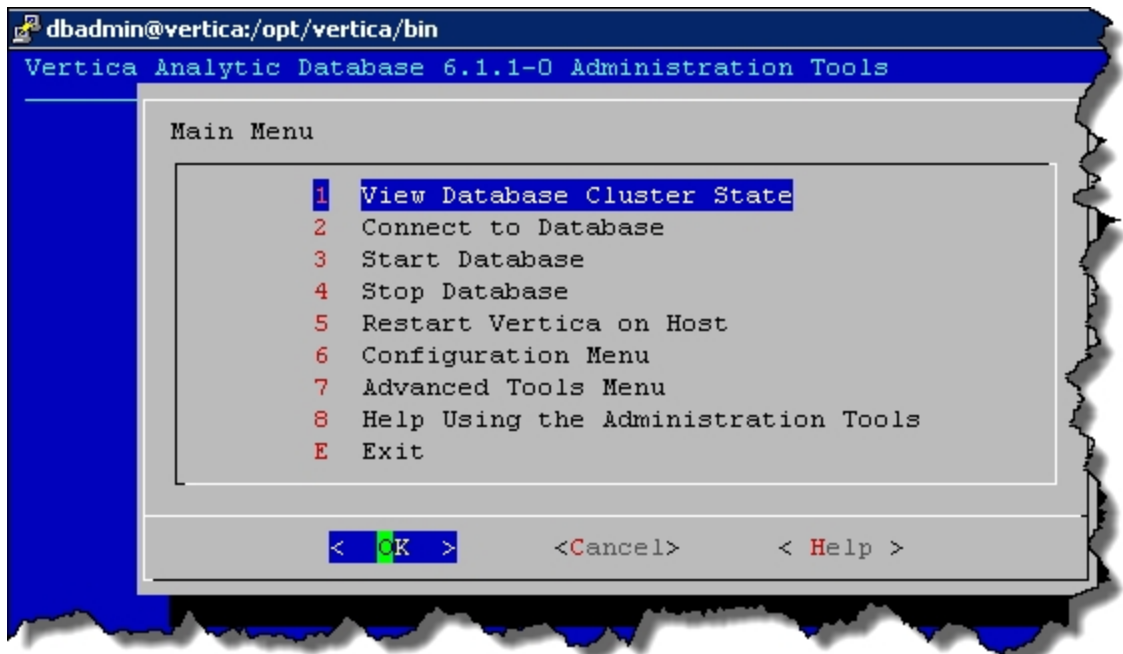 dbadmin@vertica:/opt/vertica/bin
Vertica Analytic Database 6.1.1-0 Administration Tools
Main Menu
1 View Database Cluster State
2 Connect to Database
3 Start Database
4 Stop Database
5 Restart Vertica on Host
6 Configuration Menu
7 Advanced Tools Menu
8 Help Using the Administration Tools
E Exit
< OK > <Cancel> < Help >